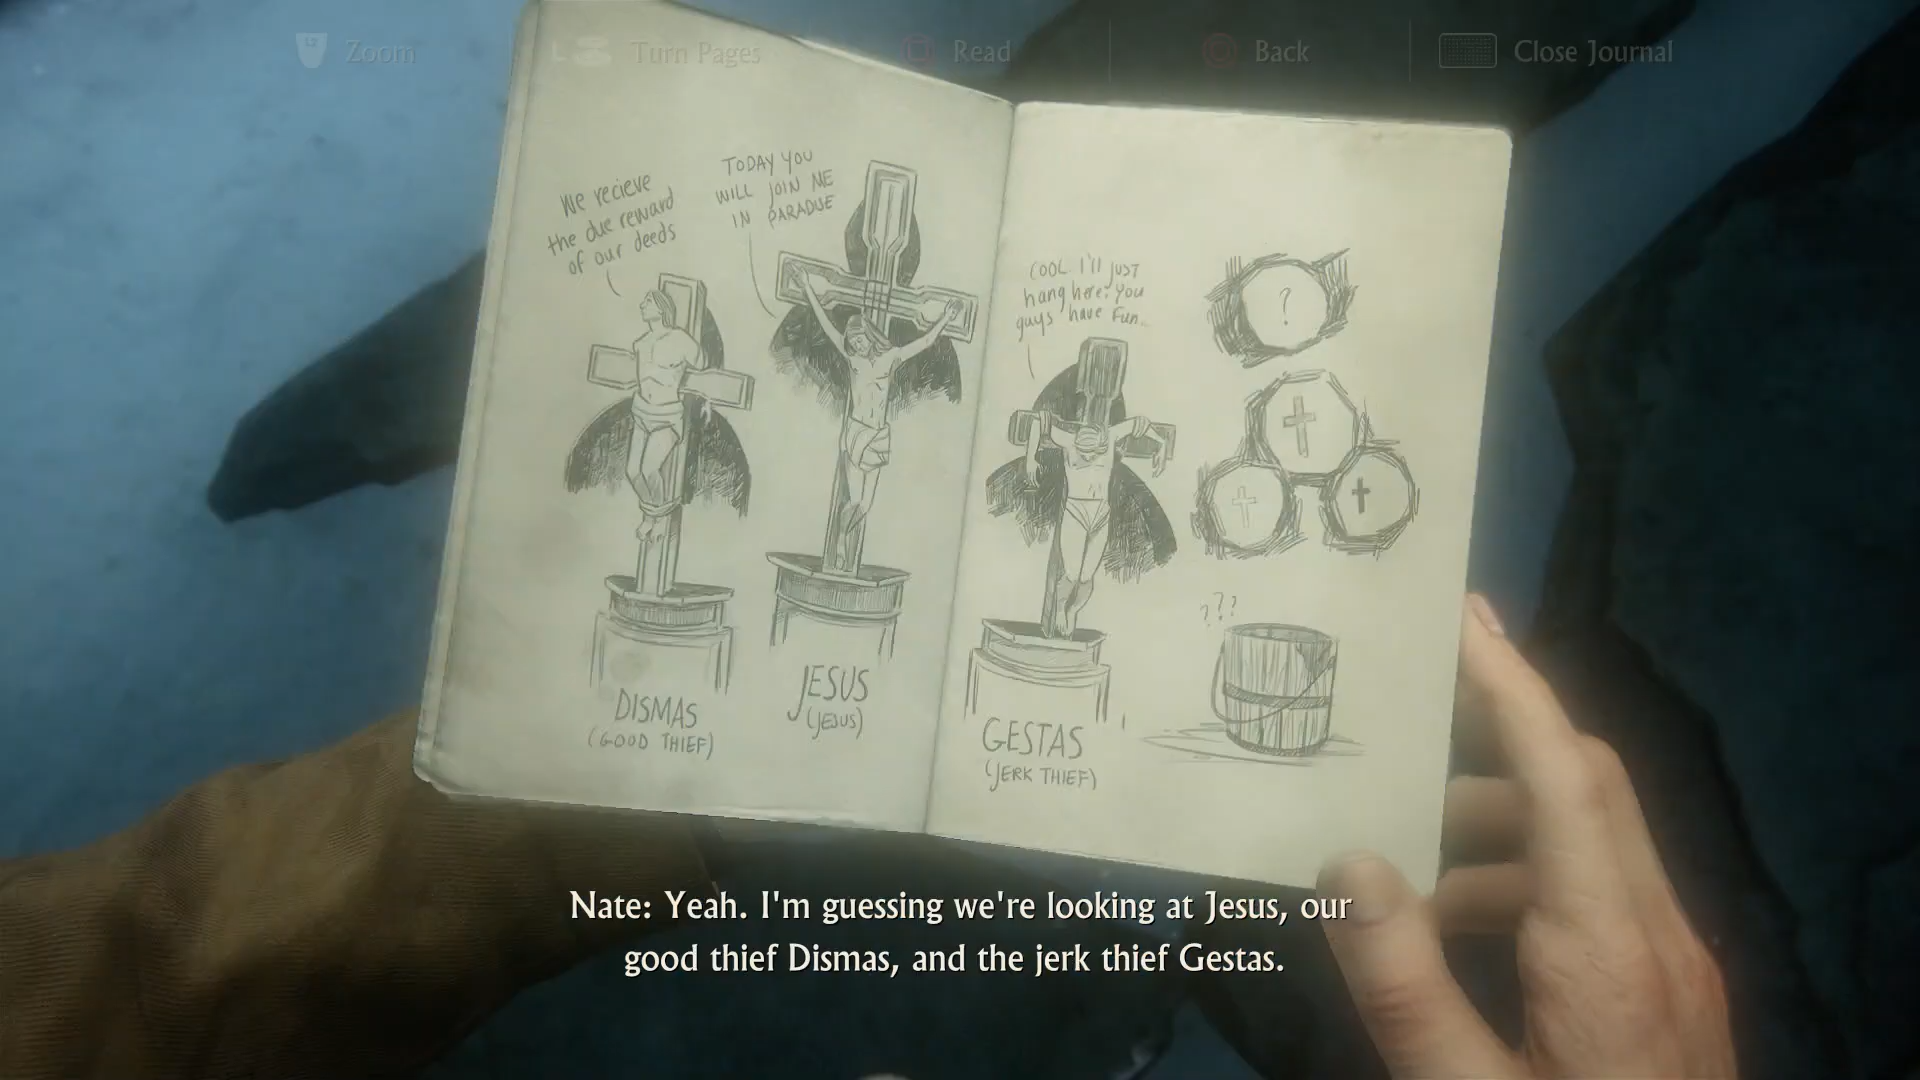 L2
Zoom
L
Turn Pages
Read
Back
Close Journal
We recieve
the due reward
of our deeds
TODAY YOU
WILL JOIN ME
IN PARADISE
COOL. I'll JUST
hang here. You
guys have Fun...
?
DISMAS
(GOOD THIEF)
JESUS
(JESUS)
GESTAS
(JERK THIEF)
???
Nate: Yeah. I'm guessing we're looking at Jesus, our
good thief Dismas, and the jerk thief Gestas.